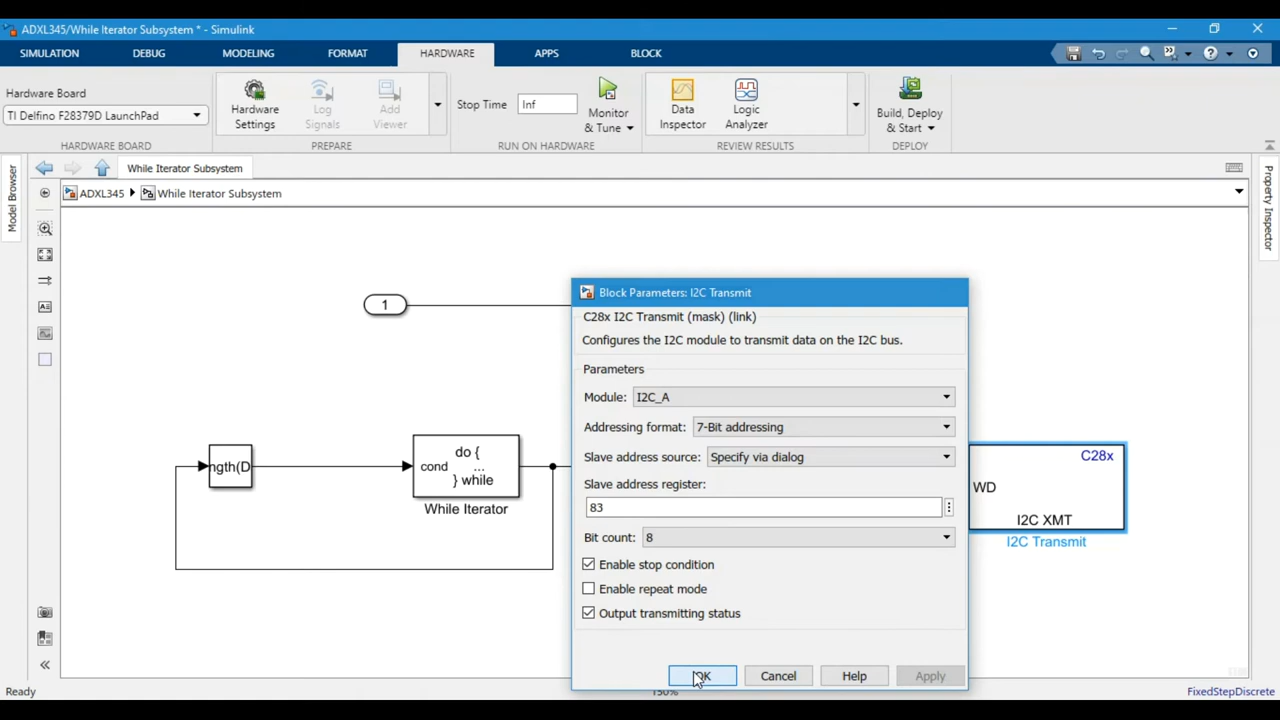 ADXL345/While Iterator Subsystem * - Simulink
SIMULATION DEBUG MODELING FORMAT HARDWARE APPS BLOCK
Hardware Board
TI Delfino F28379D LaunchPad
Hardware Settings
Log Signals
Add Viewer
Stop Time Inf
Monitor & Tune
Data Inspector
Logic Analyzer
Build, Deploy & Start
HARDWARE BOARD PREPARE RUN ON HARDWARE REVIEW RESULTS DEPLOY
Model Browser
While Iterator Subsystem
ADXL345 While Iterator Subsystem
Property Inspector
1
ngth(D
do {
cond ...
} while
While Iterator
Block Parameters: I2C Transmit
C28x I2C Transmit (mask) (link)
Configures the I2C module to transmit data on the I2C bus.
Parameters
Module: I2C_A
Addressing format: 7-Bit addressing
Slave address source: Specify via dialog
Slave address register:
83
Bit count: 8
Enable stop condition
Enable repeat mode
Output transmitting status
OK Cancel Help Apply
C28x
WD
I2C XMT
I2C Transmit
Ready 150% FixedStepDiscrete